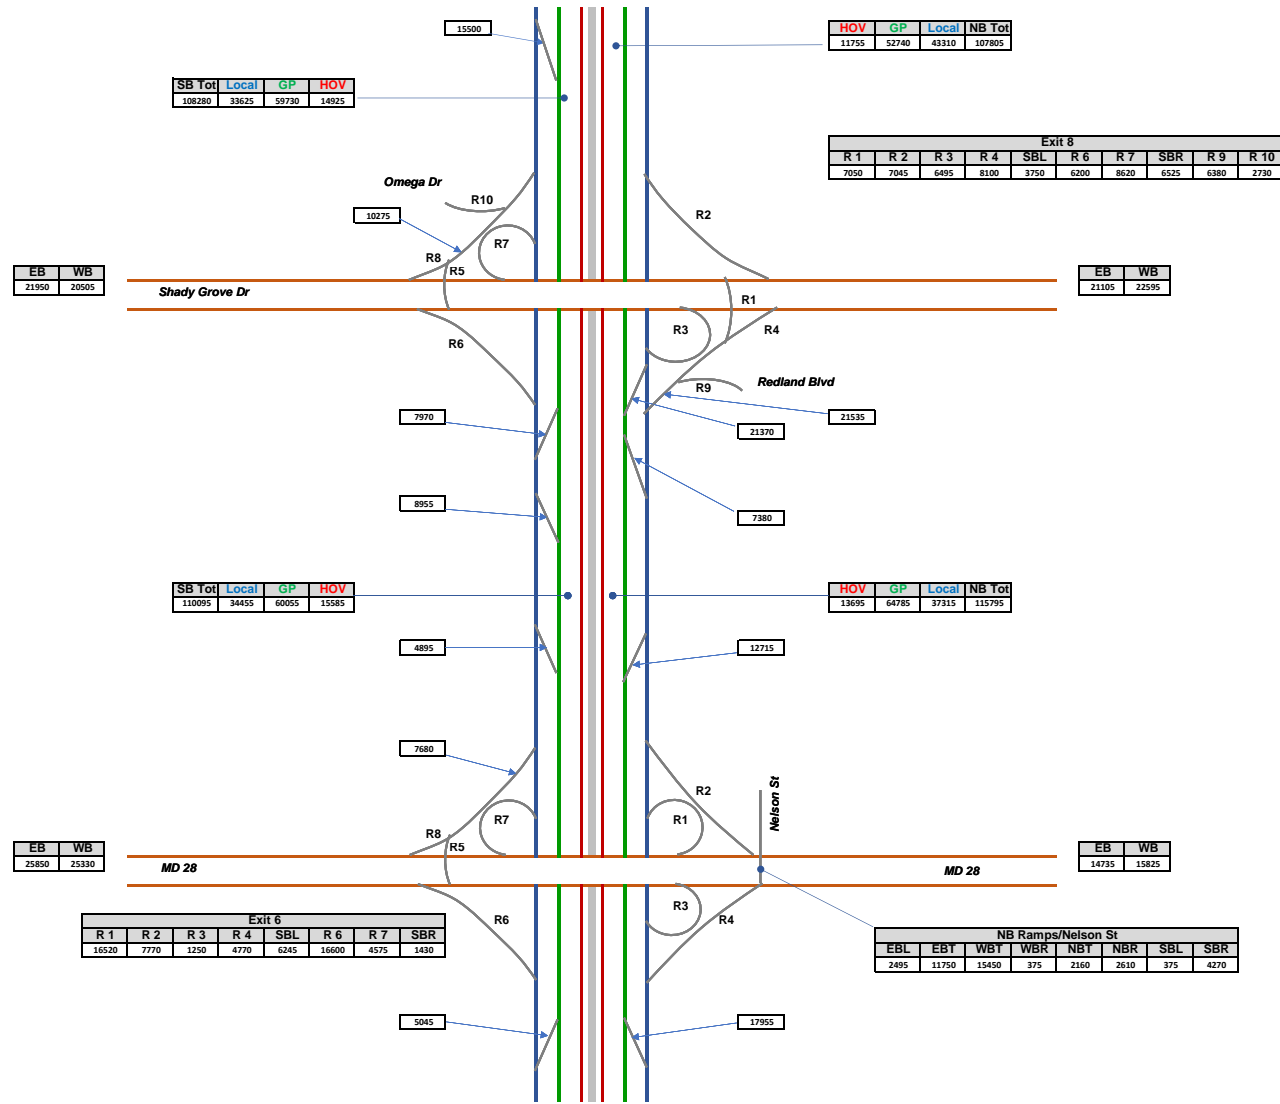 15500
HOV GP Local NB Tot
11755 52740 43310 107805
SB Tot Local GP HOV
108280 33625 59730 14925
Exit 8
R 1 R 2 R 3 R 4 SBL R 6 R 7 SBR R 9 R 10
7050 7045 6495 8100 3750 6200 8620 6525 6380 2730
Omega Dr
R10
10275
R2
R7
R8
R5
EB WB
21950 20505
Shady Grove Dr
EB WB
21105 22595
R1
R3
R4
R6
R9
Redland Blvd
7970
21370
21535
8955
7380
SB Tot Local GP HOV
110095 34455 60055 15585
HOV GP Local NB Tot
13695 64785 37315 115795
4895
12715
7680
R2
Nelson St
R7
R1
R8
R5
EB WB
25850 25330
MD 28
MD 28
EB WB
14735 15825
R3
R4
R6
Exit 6
R 1 R 2 R 3 R 4 SBL R 6 R 7 SBR
16520 7770 1250 4770 6245 16600 4575 1430
NB Ramps/Nelson St
EBL EBT WBT WBR NBT NBR SBL SBR
2495 11750 15450 375 2160 2610 375 4270
5045
17955